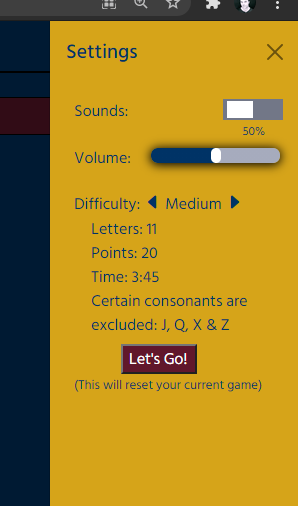 Settings
Sounds:
50%
Volume:
Difficulty: Medium
Letters: 11
Points: 20
Time: 3:45
Certain consonants are
excluded: J, Q, X & Z
Let's Go!
(This will reset your current game)